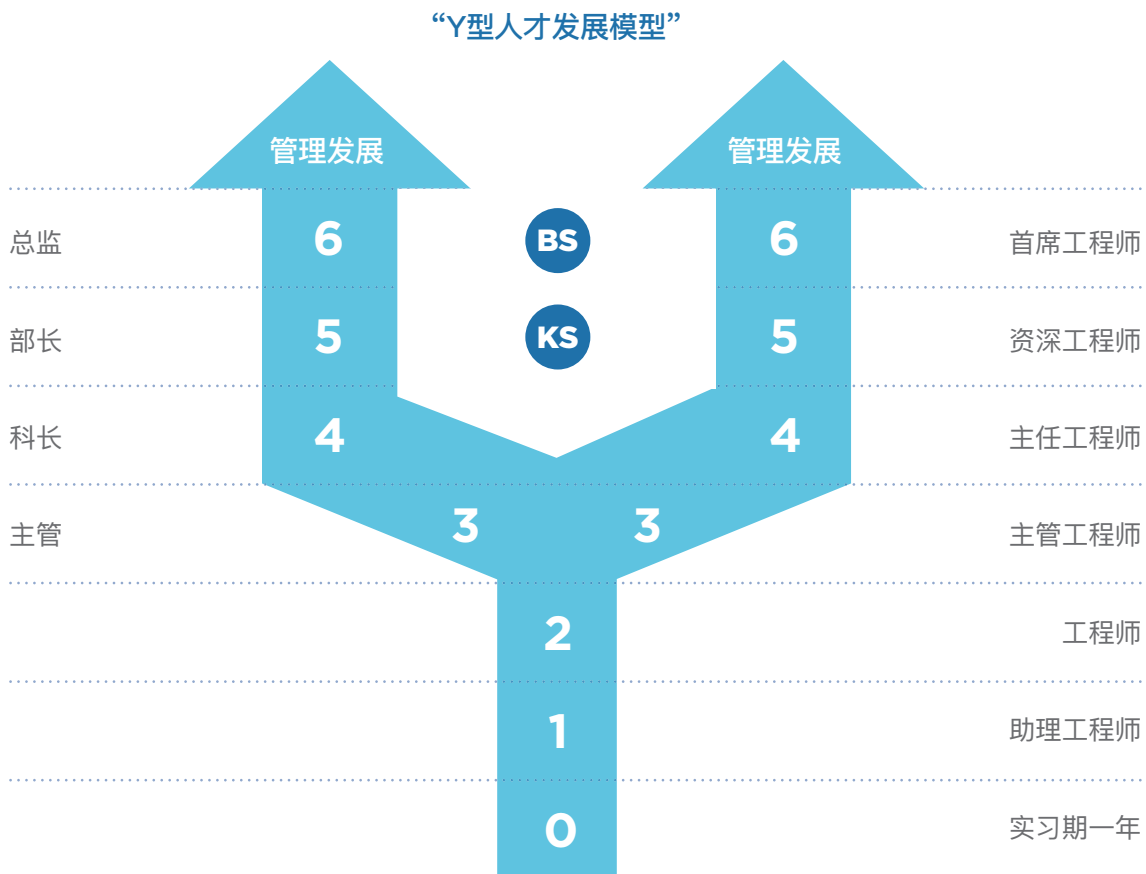 “Y型人才发展模型”
管理发展 管理发展
总监 6 BS 6 首席工程师
部长 5 KS 5 资深工程师
科长 4 4 主任工程师
主管 3 3 主管工程师
2 工程师
1 助理工程师
0 实习期一年